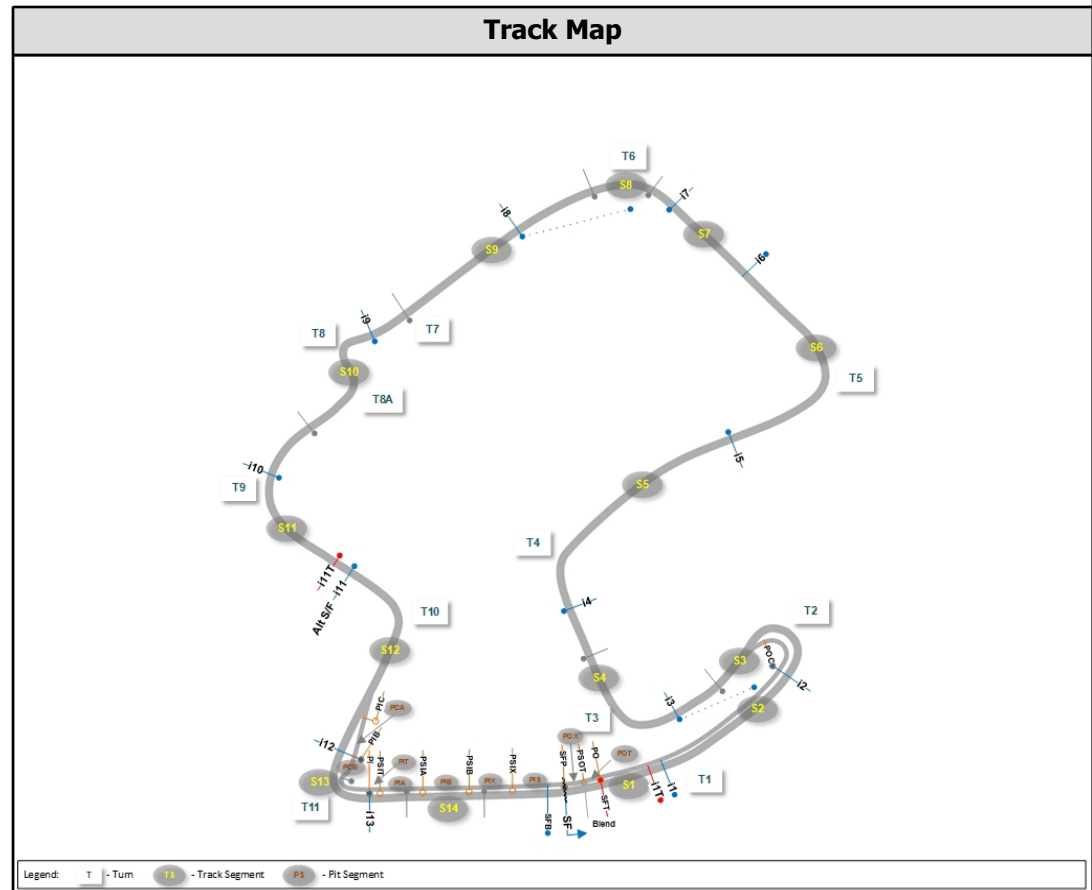 Track Map
T6
S8
i7
i8
S7
S9
i6
i9
T8
T7
S6
S10
T5
T8A
i5
i10
S5
T9
S11
T4
i11T
i11
Alt S/F
i4
T10
T2
S12
S3
POC
i2
S4
i3
S2
PIC
PCA
T3
PIB
POX
i12
PI
PSIT
PIT
PSIA
PSIB
PSIX
SFP
PSOT
PO
POT
T1
S13
PIA
PIB
PIX
S1
i1T
i1
T11
S14
i13
SFB
SF
SFT
Blend
Legend: T - Turn TS - Track Segment PS - Pit Segment